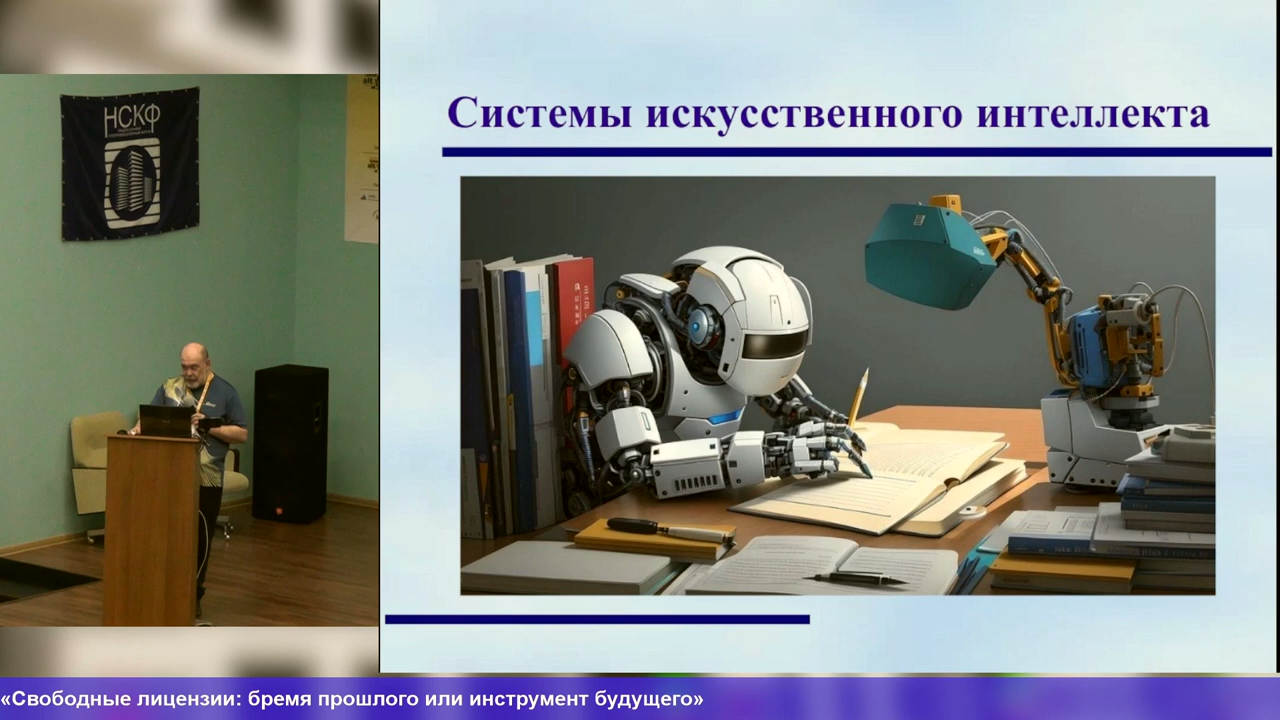 НСКФ
Системы искусственного интеллекта
«Свободные лицензии: бремя прошлого или инструмент будущего»